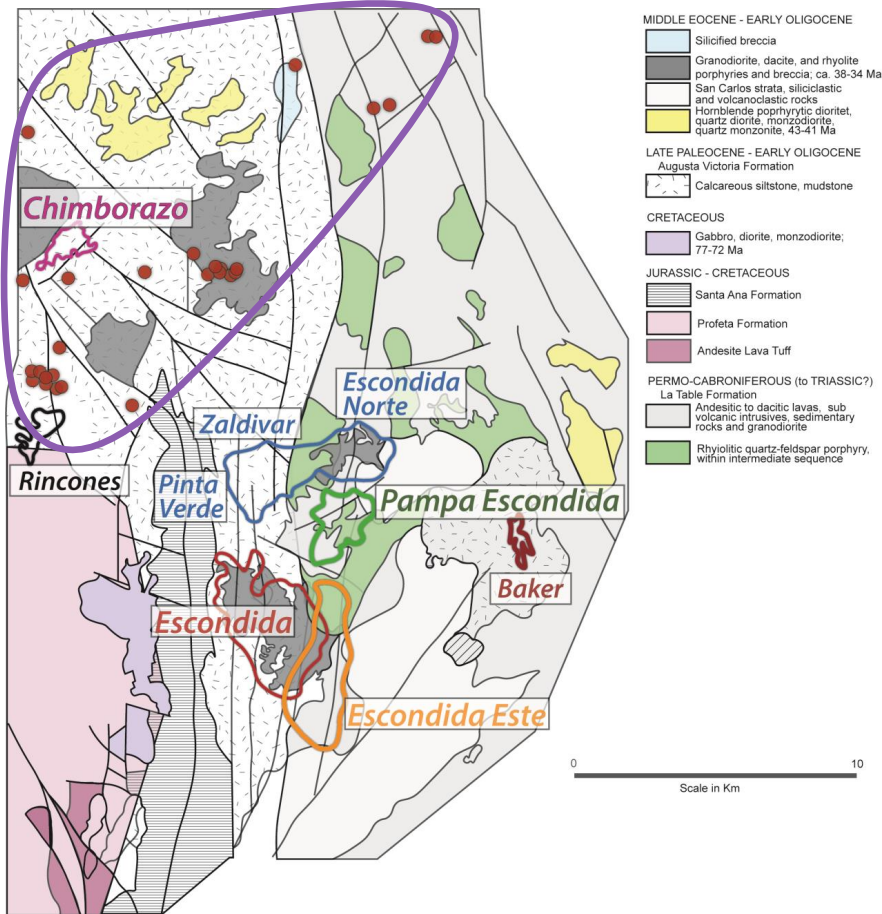 Chimborazo
Escondida
Norte
Zaldivar
Pinta
Verde
Rincones
Pampa Escondida
Baker
Escondida
Escondida Este
0 10
Scale in Km
MIDDLE EOCENE - EARLY OLIGOCENE
Silicified breccia
Granodiorite, dacite, and rhyolite
porphyries and breccia; ca. 38-34 Ma
San Carlos strata, siliciclastic
and volcanoclastic rocks
Hornblende poprhyrytic dioritet,
quartz diorite, monzodiorite,
quartz monzonite, 43-41 Ma
LATE PALEOCENE - EARLY OLIGOCENE
Augusta Victoria Formation
Calcareous siltstone, mudstone
CRETACEOUS
Gabbro, diorite, monzodiorite;
77-72 Ma
JURASSIC - CRETACEOUS
Santa Ana Formation
Profeta Formation
Andesite Lava Tuff
PERMO-CABRONIFEROUS (to TRIASSIC?)
La Table Formation
Andesitic to dacitic lavas, sub
volcanic intrusives, sedimentary
rocks and granodiorite
Rhyiolitic quartz-feldspar porphyry,
within intermediate sequence